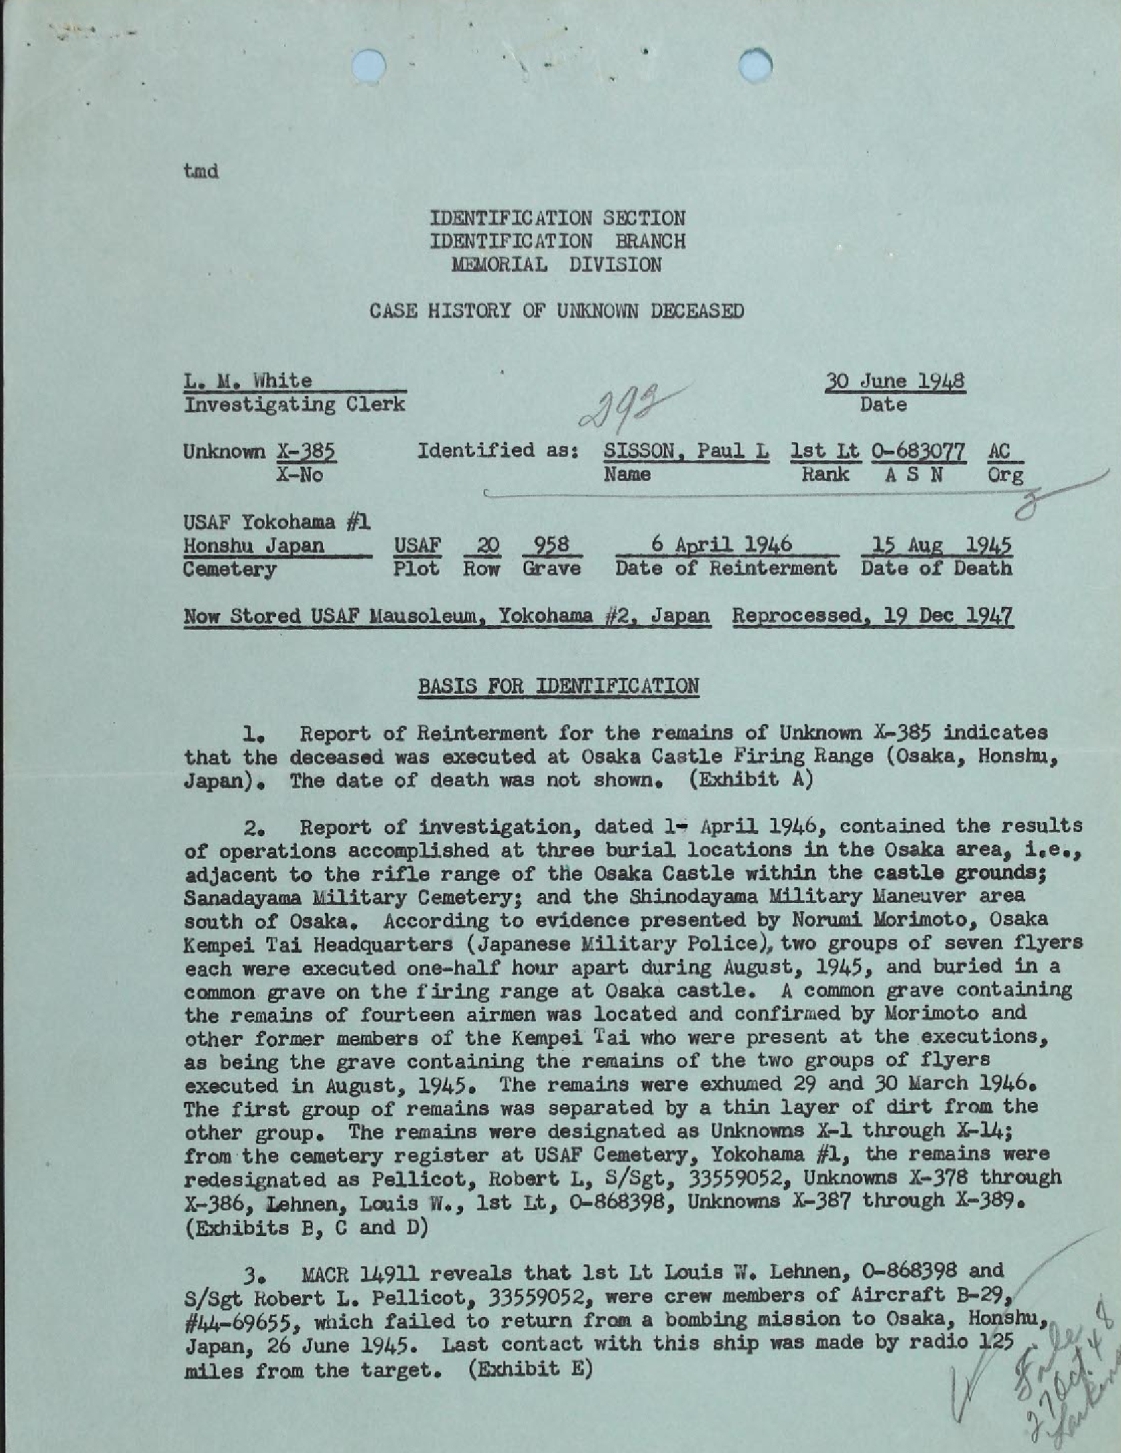 tmd
IDENTIFICATION SECTION
IDENTIFICATION BRANCH
MEMORIAL DIVISION
CASE HISTORY OF UNKNOWN DECEASED
L. M. White 30 June 1948
Investigating Clerk 292 Date
Unknown X-385 Identified as: SISSON, Paul L 1st Lt O-683077 AC
X-No Name Rank A S N Org
USAF Yokohama #1
Honshu Japan USAF 20 958 6 April 1946 15 Aug 1945
Cemetery Plot Row Grave Date of Reinterment Date of Death
Now Stored USAF Mausoleum, Yokohama #2, Japan Reprocessed, 19 Dec 1947
BASIS FOR IDENTIFICATION
1. Report of Reinterment for the remains of Unknown X-385 indicates
that the deceased was executed at Osaka Castle Firing Range (Osaka, Honshu,
Japan). The date of death was not shown. (Exhibit A)
2. Report of investigation, dated 1- April 1946, contained the results
of operations accomplished at three burial locations in the Osaka area, i.e.,
adjacent to the rifle range of the Osaka Castle within the castle grounds;
Sanadayama Military Cemetery; and the Shinodayama Military Maneuver area
south of Osaka. According to evidence presented by Norumi Morimoto, Osaka
Kempei Tai Headquarters (Japanese Military Police), two groups of seven flyers
each were executed one-half hour apart during August, 1945, and buried in a
common grave on the firing range at Osaka castle. A common grave containing
the remains of fourteen airmen was located and confirmed by Morimoto and
other former members of the Kempei Tai who were present at the executions,
as being the grave containing the remains of the two groups of flyers
executed in August, 1945. The remains were exhumed 29 and 30 March 1946.
The first group of remains was separated by a thin layer of dirt from the
other group. The remains were designated as Unknowns X-1 through X-14;
from the cemetery register at USAF Cemetery, Yokohama #1, the remains were
redesignated as Pellicot, Robert L, S/Sgt, 33559052, Unknowns X-378 through
X-386, Lehnen, Louis W., 1st Lt, O-868398, Unknowns X-387 through X-389.
(Exhibits B, C and D)
3. MACR 14911 reveals that 1st Lt Louis W. Lehnen, O-868398 and
S/Sgt Robert L. Pellicot, 33559052, were crew members of Aircraft B-29,
#44-69655, which failed to return from a bombing mission to Osaka, Honshu,
Japan, 26 June 1945. Last contact with this ship was made by radio 125
miles from the target. (Exhibit E)
File
27 Oct 48